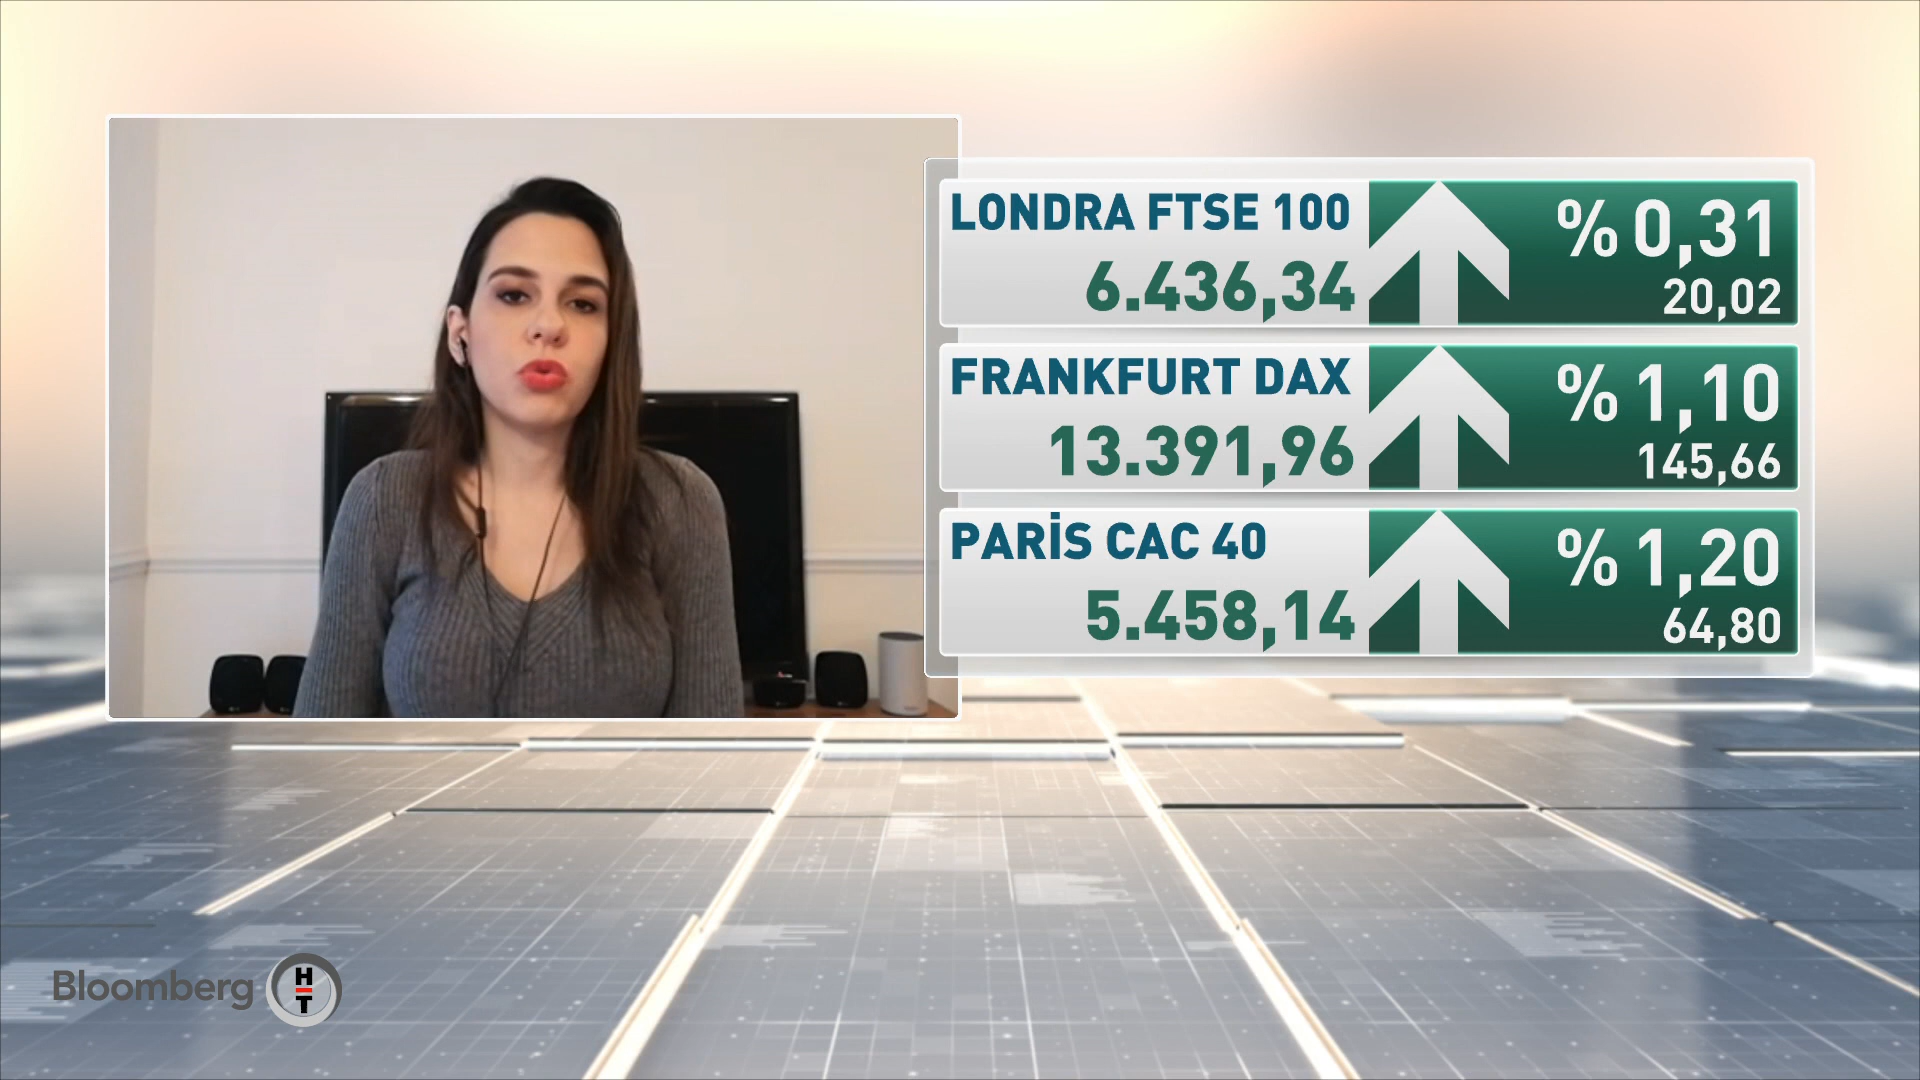 LONDRA FTSE 100
6.436,34
% 0,31
20,02
FRANKFURT DAX
13.391,96
% 1,10
145,66
PARİS CAC 40
5.458,14
% 1,20
64,80
Bloomberg HT